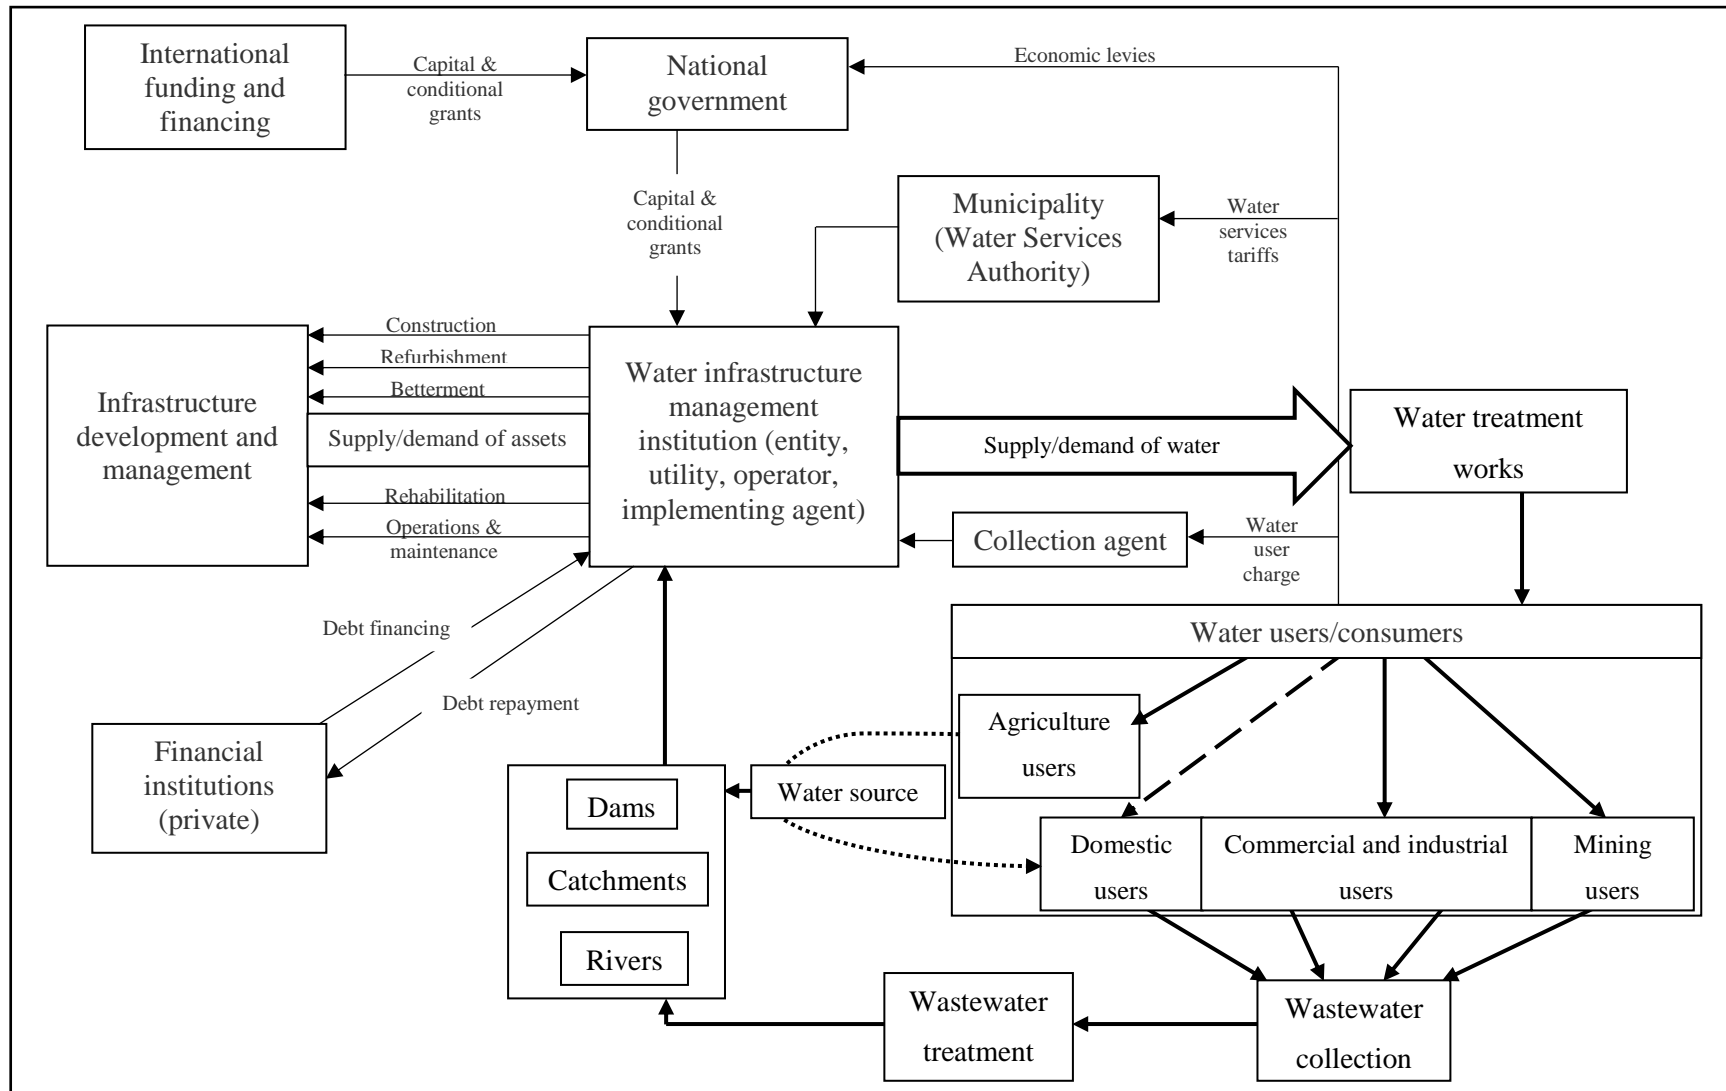 International
funding and
financing
Capital &
conditional
grants
National
government
Economic levies
Capital &
conditional
grants
Municipality
(Water Services
Authority)
Water
services
tariffs
Infrastructure
development and
management
Construction
Refurbishment
Betterment
Supply/demand of assets
Rehabilitation
Operations &
maintenance
Water infrastructure
management
institution (entity,
utility, operator,
implementing agent)
Supply/demand of water
Water treatment
works
Collection agent
Water
user
charge
Debt financing
Debt repayment
Financial
institutions
(private)
Water users/consumers
Agriculture
users
Water source
Dams
Catchments
Rivers
Domestic
users
Commercial and industrial
users
Mining
users
Wastewater
treatment
Wastewater
collection